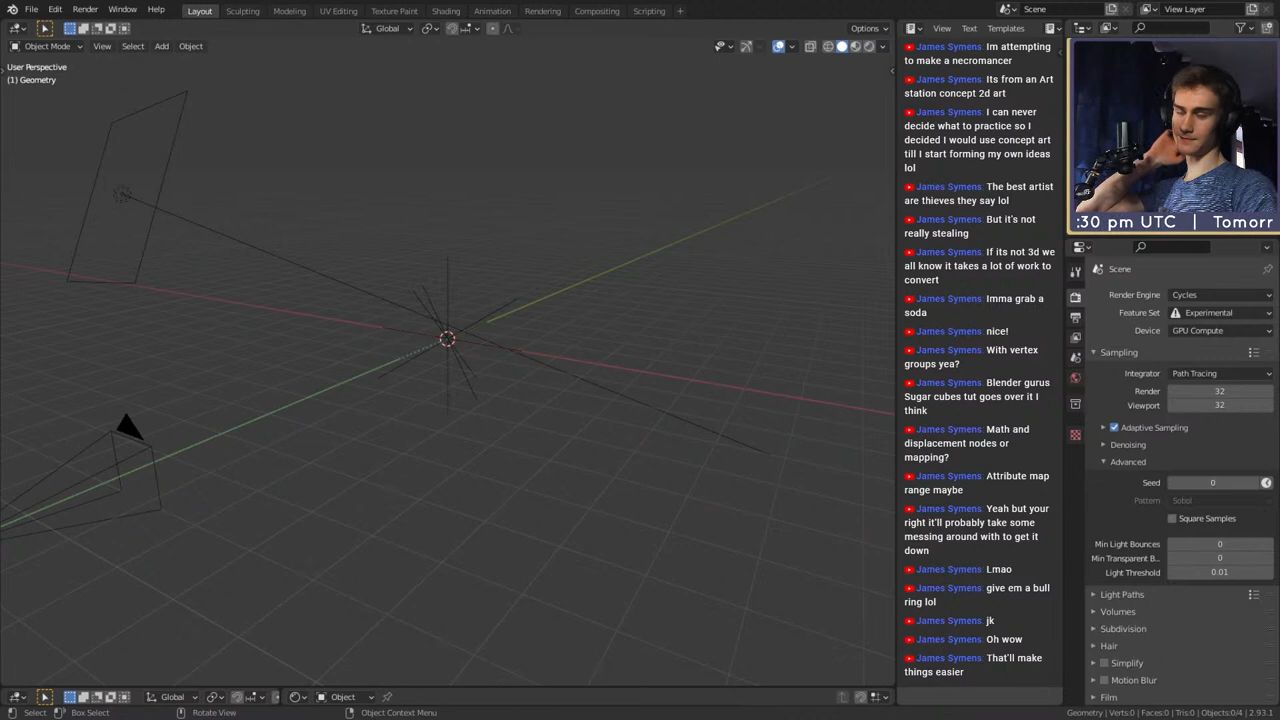 File Edit Render Window Help
Layout Sculpting Modeling UV Editing Texture Paint Shading Animation Rendering Compositing Scripting +
Scene
View Layer
Global
Options
Object Mode View Select Add Object
User Perspective
(1) Geometry
View Text Templates
James Symens: Im attempting
to make a necromancer
James Symens: Its from an Art
station concept 2d art
James Symens: I can never
decide what to practice so I
decided I would use concept art
till I start forming my own ideas
lol
James Symens: The best artist
are thieves they say lol
James Symens: But it's not
really stealing
James Symens: If its not 3d we
all know it takes a lot of work to
convert
James Symens: Imma grab a
soda
James Symens: nice!
James Symens: With vertex
groups yea?
James Symens: Blender gurus
Sugar cubes tut goes over it I
think
James Symens: Math and
displacement nodes or
mapping?
James Symens: Attribute map
range maybe
James Symens: Yeah but your
right it'll probably take some
messing around with to get it
down
James Symens: Lmao
James Symens: give em a bull
ring lol
James Symens: jk
James Symens: Oh wow
James Symens: That'll make
things easier
:30 pm UTC | Tomorr
Scene
Render Engine Cycles
Feature Set Experimental
Device GPU Compute
Sampling
Integrator Path Tracing
Render 32
Viewport 32
Adaptive Sampling
Denoising
Advanced
Seed 0
Pattern Sobol
Square Samples
Min Light Bounces 0
Min Transparent B... 0
Light Threshold 0.01
Light Paths
Volumes
Subdivision
Hair
Simplify
Motion Blur
Film
Global
Object
Select Box Select Rotate View Object Context Menu
Geometry | Verts:0 | Faces:0 | Tris:0 | Objects:0/4 | 2.93.1